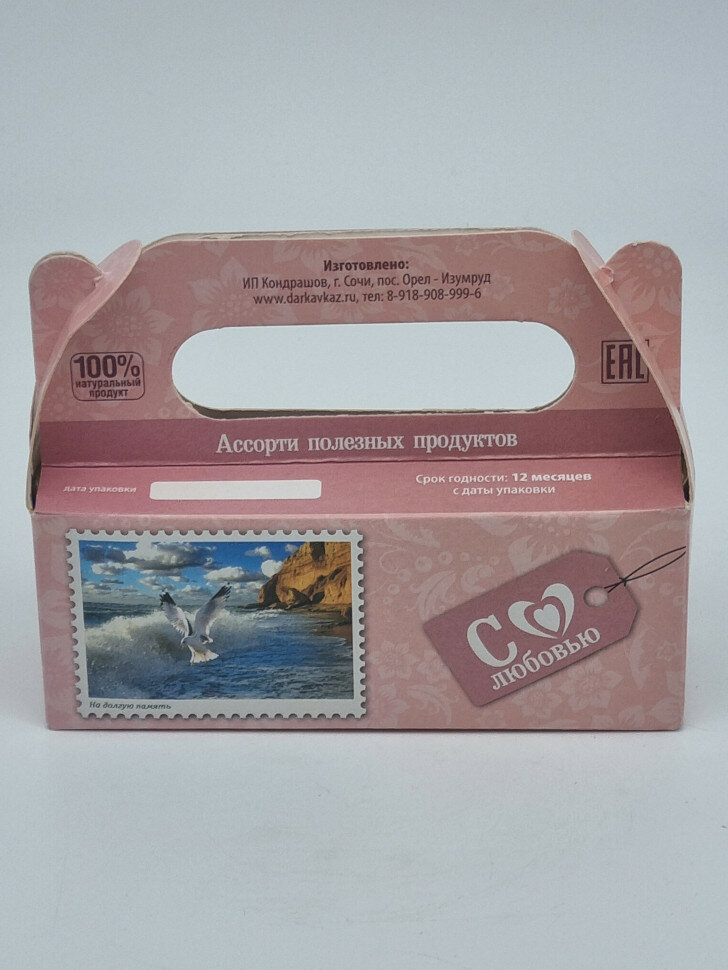 Изготовлено:
ИП Кондрашов, г. Сочи, пос. Орел - Изумруд
www.darkavkaz.ru, тел: 8-918-908-999-6
100%
натуральный
продукт
EAC
Ассорти полезных продуктов
дата упаковки
Срок годности: 12 месяцев
с даты упаковки
С
любовью
На долгую память